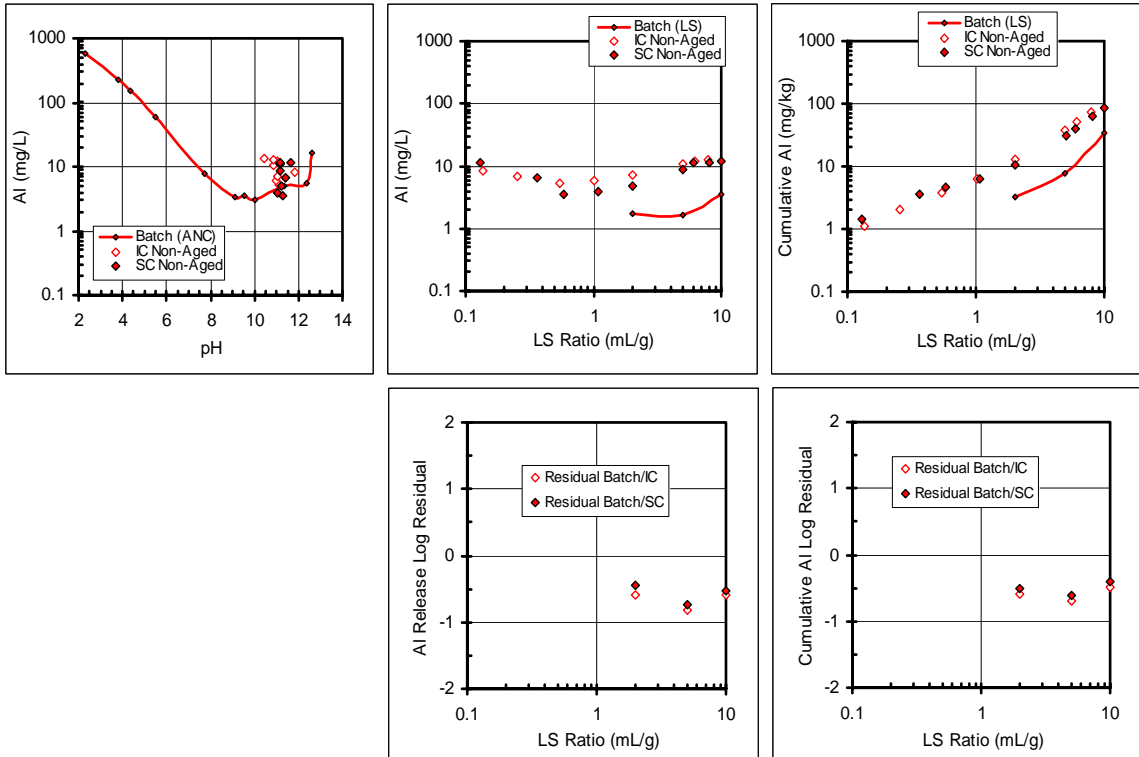 Al (mg/L)
1000
100
10
1
0.1
Batch (ANC)
IC Non-Aged
SC Non-Aged
2 4 6 8 10 12 14
pH
Batch (LS)
IC Non-Aged
SC Non-Aged
Al (mg/L)
1000
100
10
1
0.1
0.1 1 10
LS Ratio (mL/g)
Batch (LS)
IC Non-Aged
SC Non-Aged
Cumulative Al (mg/kg)
1000
100
10
1
0.1
0.1 1 10
LS Ratio (mL/g)
Al Release Log Residual
2
1
0
-1
-2
Residual Batch/IC
Residual Batch/SC
0.1 1 10
LS Ratio (mL/g)
Cumulative Al Log Residual
2
1
0
-1
-2
Residual Batch/IC
Residual Batch/SC
0.1 1 10
LS Ratio (mL/g)